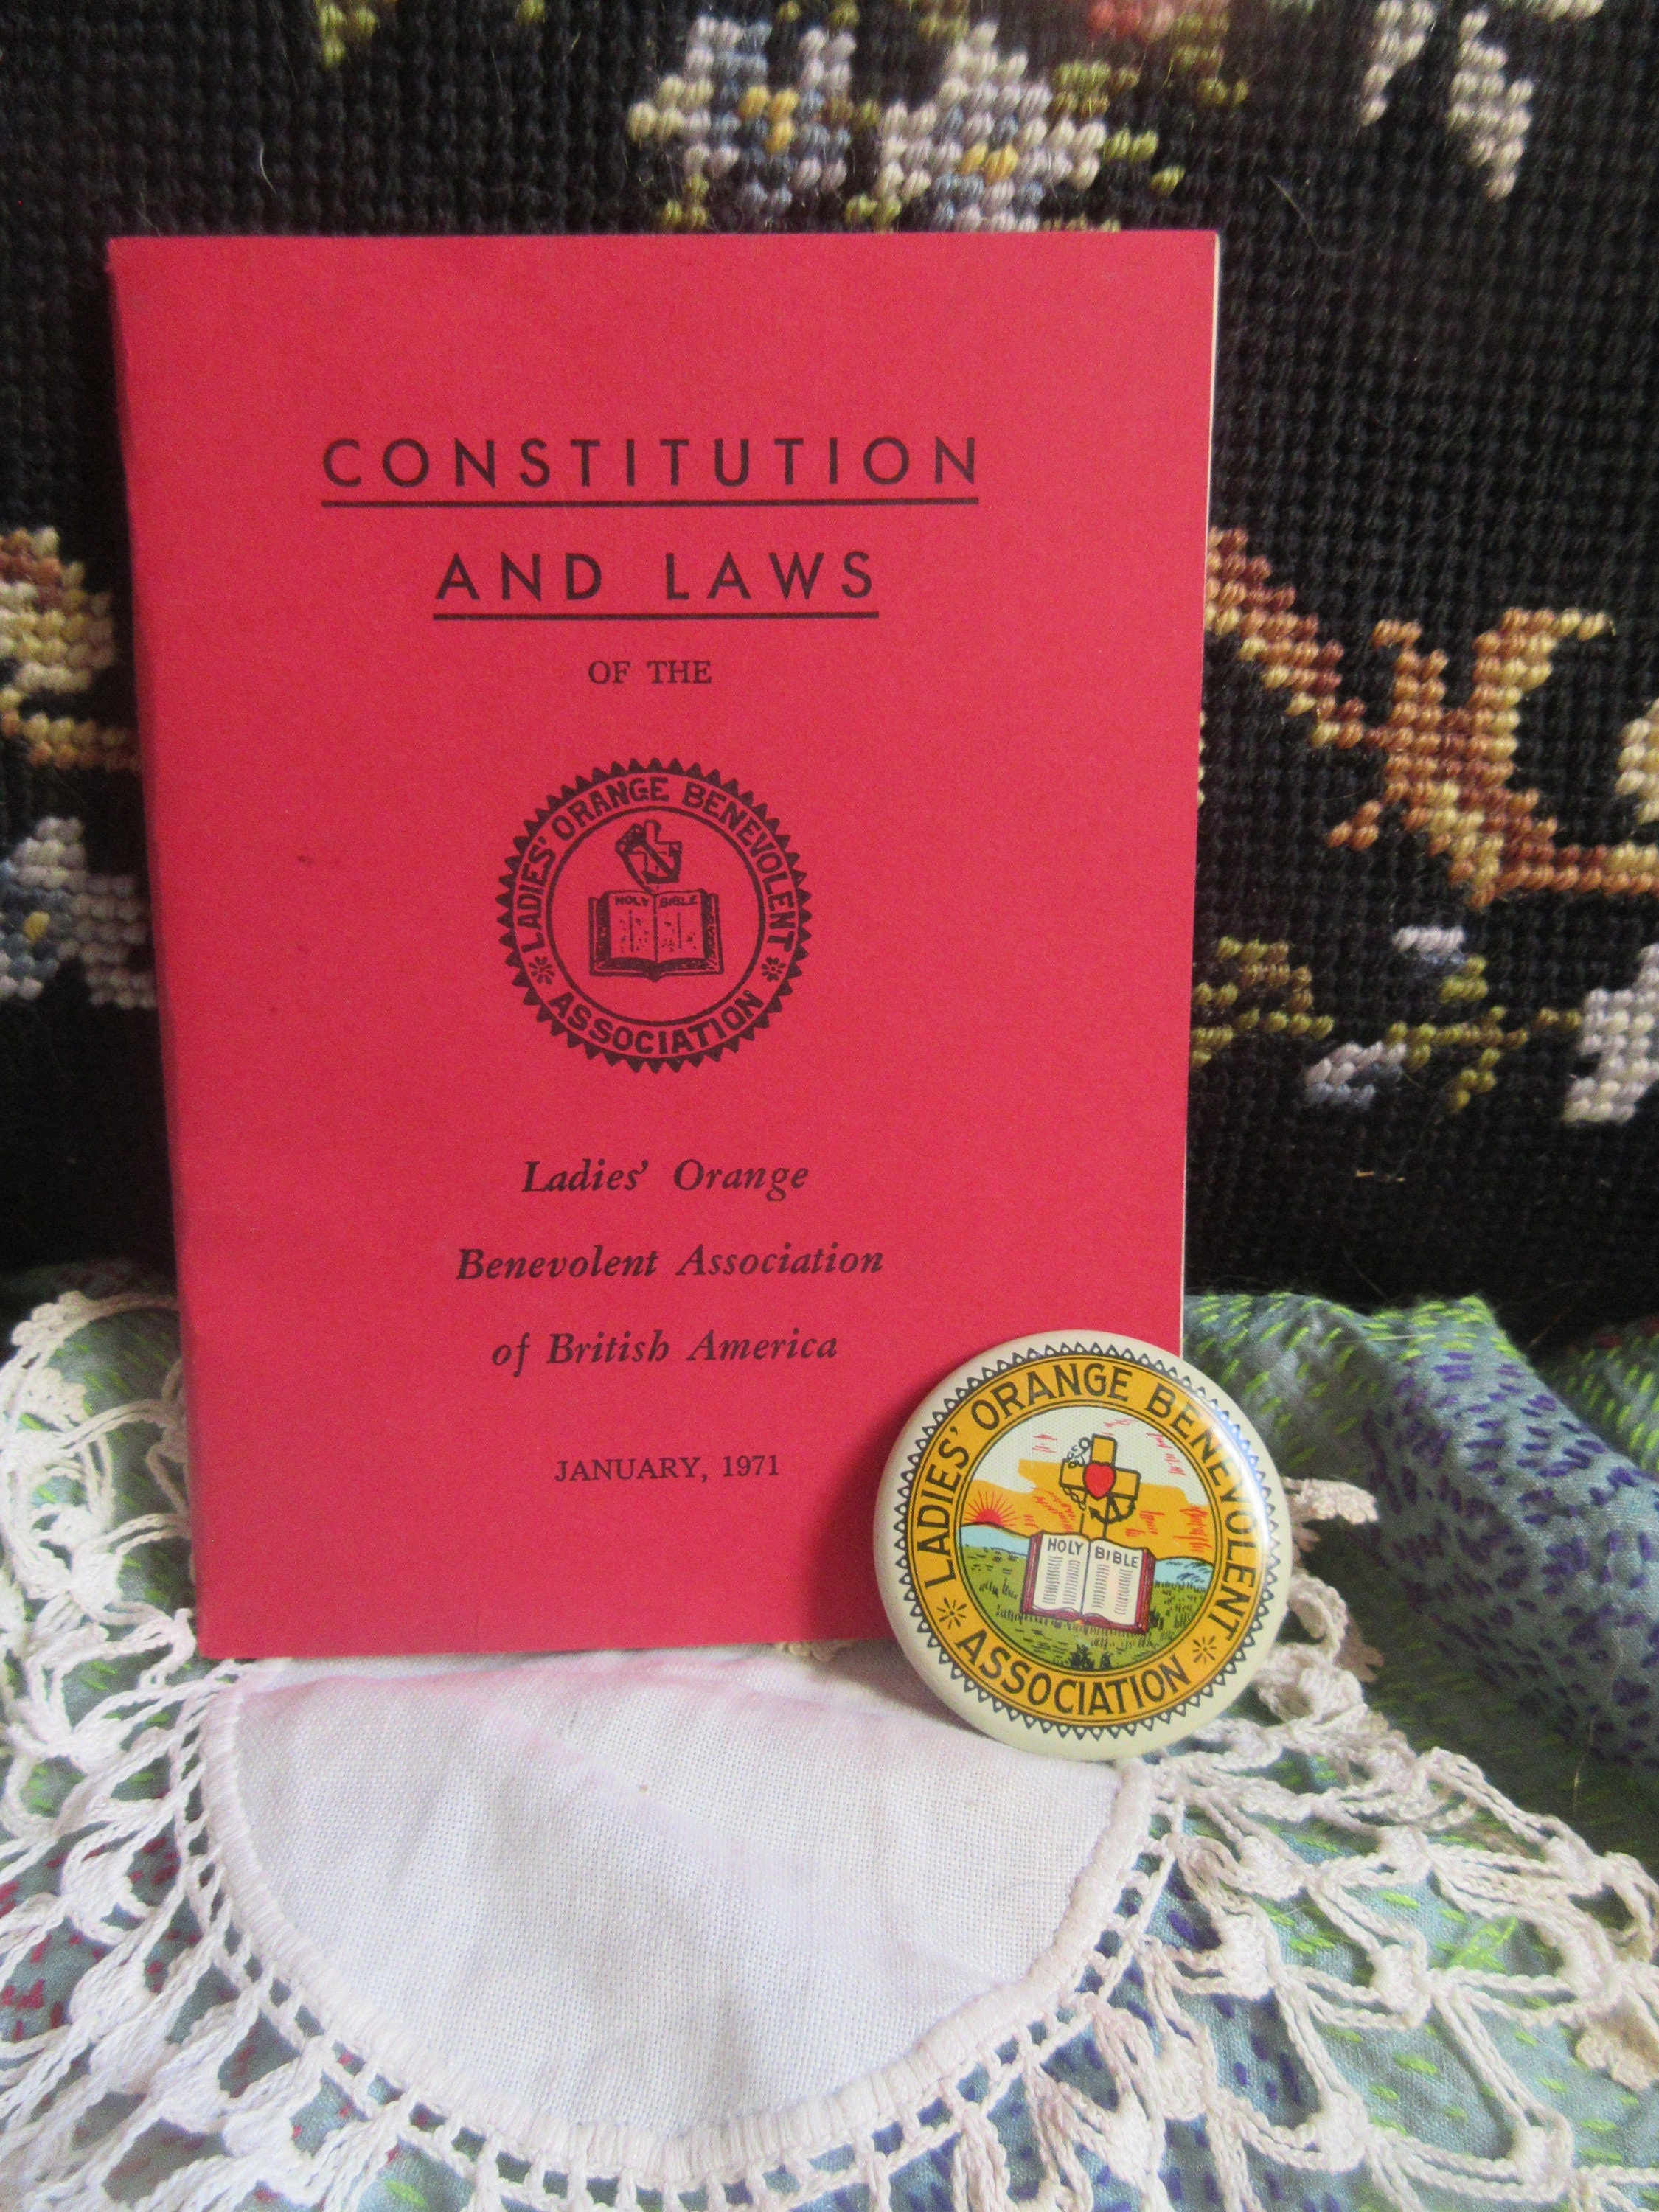 CONSTITUTION
AND LAWS
OF THE
LADIES' ORANGE BENEVOLENT
ASSOCIATION
HOLY BIBLE
Ladies' Orange
Benevolent Association
of British America
JANUARY, 1971
LADIES' ORANGE BENEVOLENT
ASSOCIATION
HOLY BIBLE